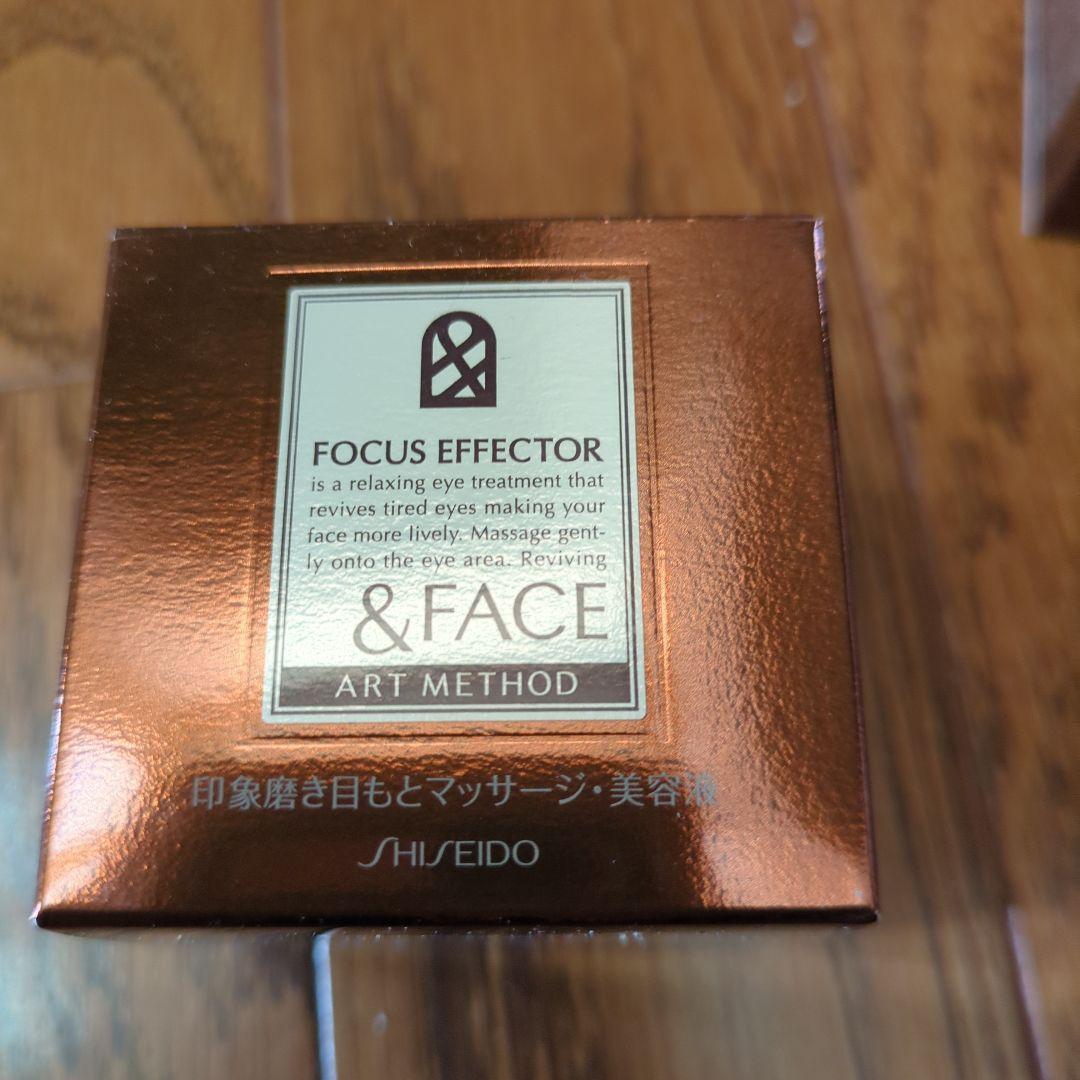 &
FOCUS EFFECTOR
is a relaxing eye treatment that
revives tired eyes making your
face more lively. Massage gent-
ly onto the eye area. Reviving
&FACE
ART METHOD
印象磨き目もとマッサージ・美容液
SHISEIDO